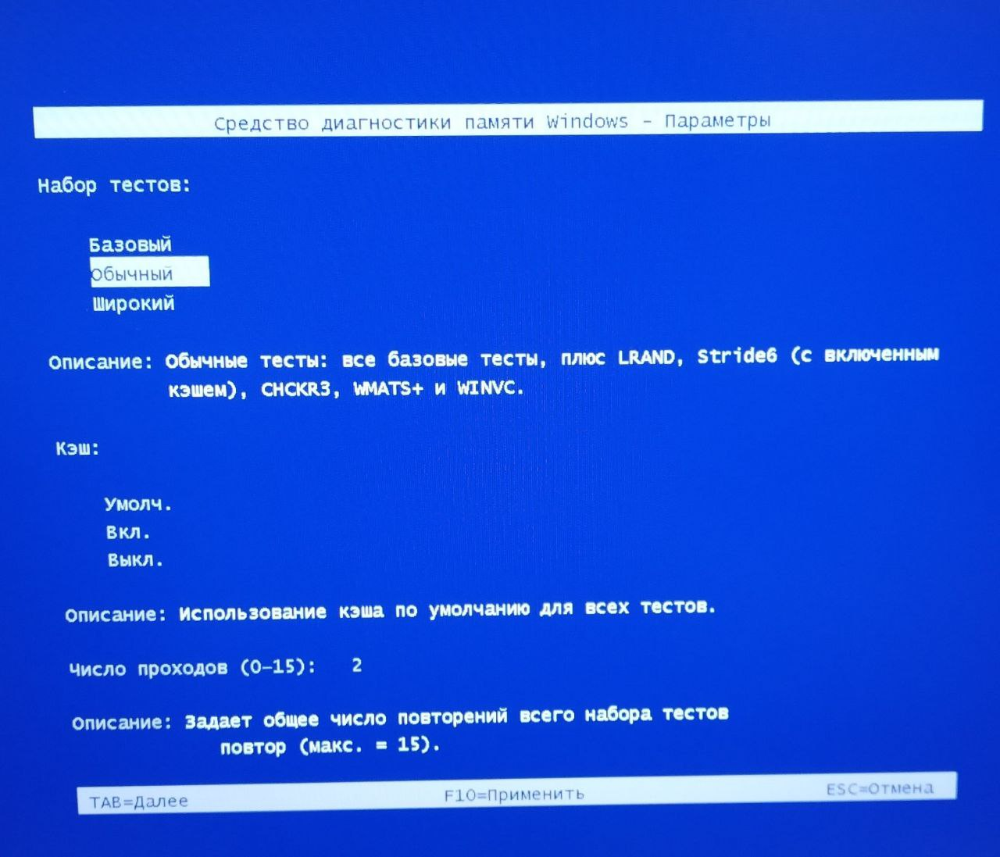 Средство диагностики памяти Windows - Параметры
Набор тестов:
Базовый
Обычный
Широкий
Описание: Обычные тесты: все базовые тесты, плюс LRAND, Stride6 (с включенным
кэшем), CHCKR3, WMATS+ и WINVC.
Кэш:
Умолч.
Вкл.
Выкл.
Описание: Использование кэша по умолчанию для всех тестов.
Число проходов (0-15): 2
Описание: Задает общее число повторений всего набора тестов
повтор (макс. = 15).
TAB=Далее F10=Применить ESC=Отмена